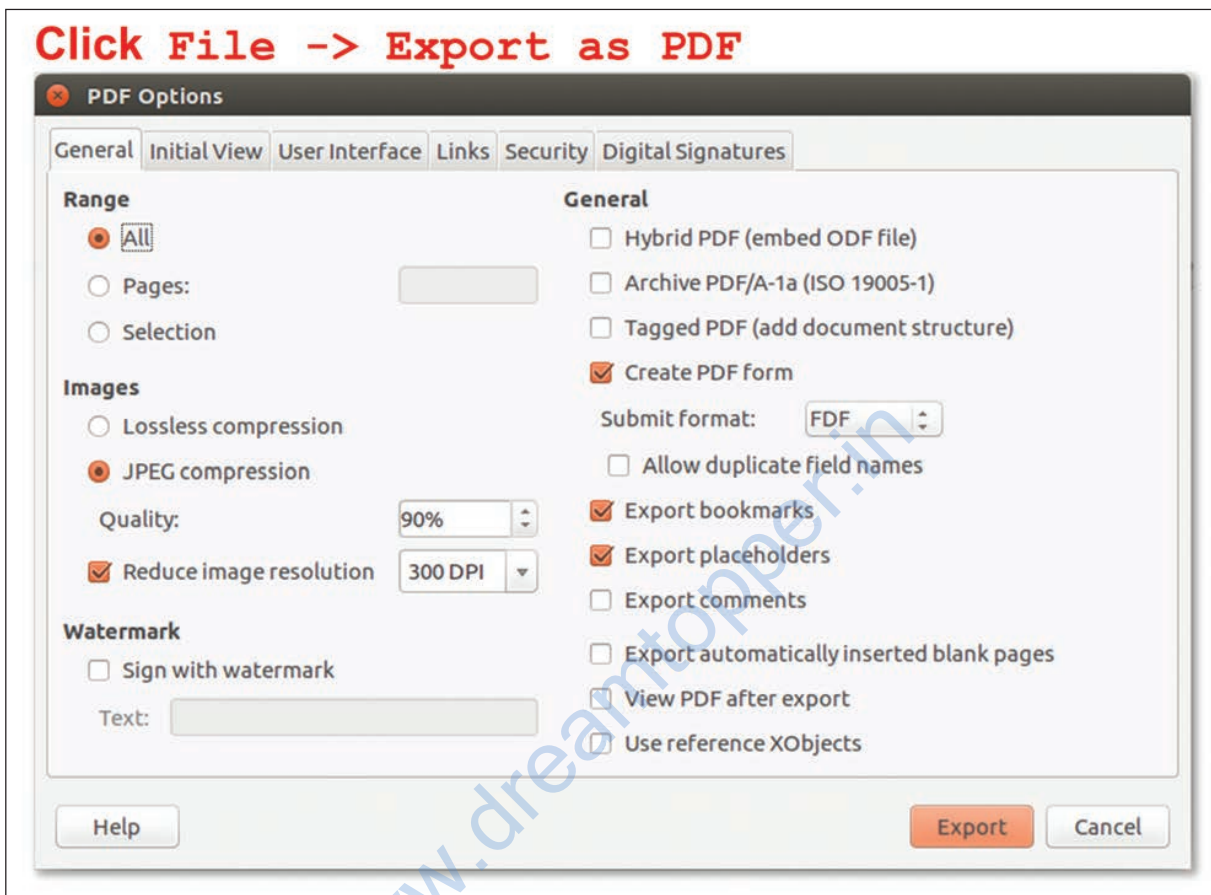 Click File -> Export as PDF
PDF Options
General Initial View User Interface Links Security Digital Signatures
Range
All
Pages:
Selection
Images
Lossless compression
JPEG compression
Quality: 90%
Reduce image resolution 300 DPI
Watermark
Sign with watermark
Text:
General
Hybrid PDF (embed ODF file)
Archive PDF/A-1a (ISO 19005-1)
Tagged PDF (add document structure)
Create PDF form
Submit format: FDF
Allow duplicate field names
Export bookmarks
Export placeholders
Export comments
Export automatically inserted blank pages
View PDF after export
Use reference XObjects
Help Export Cancel
w.dreamtopper.in